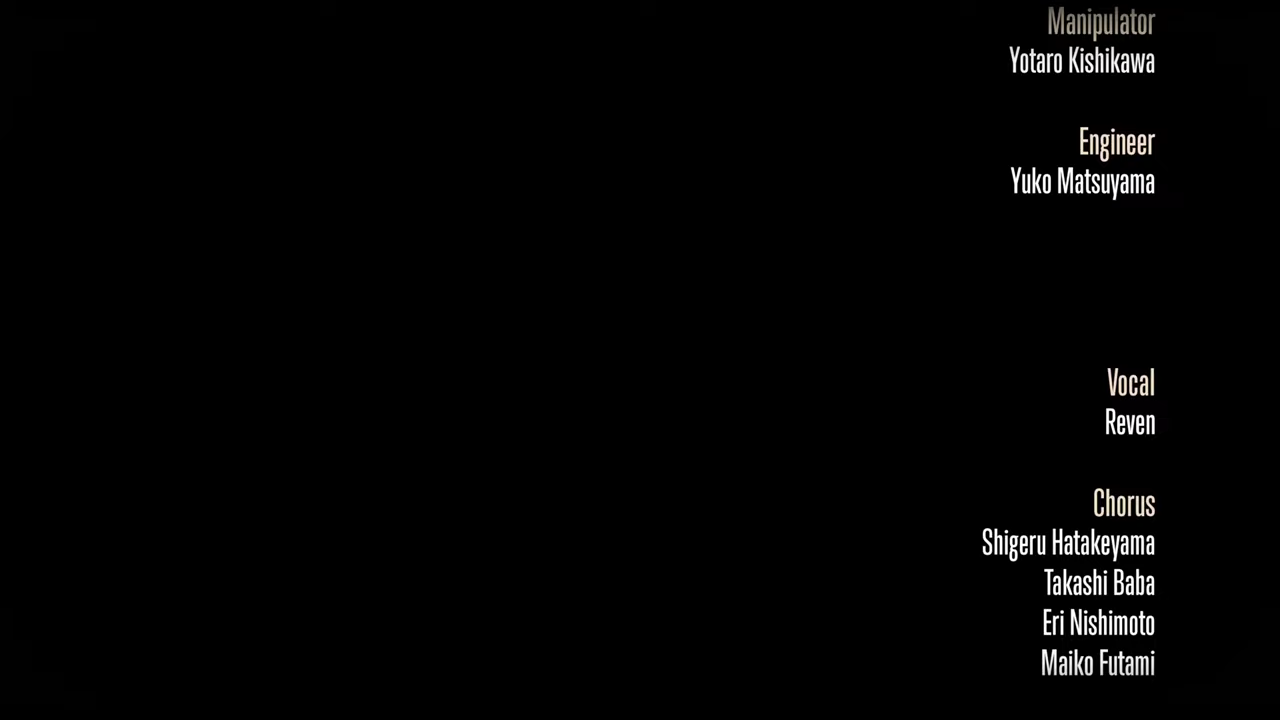 Manipulator
Yotaro Kishikawa
Engineer
Yuko Matsuyama
Vocal
Reven
Chorus
Shigeru Hatakeyama
Takashi Baba
Eri Nishimoto
Maiko Futami